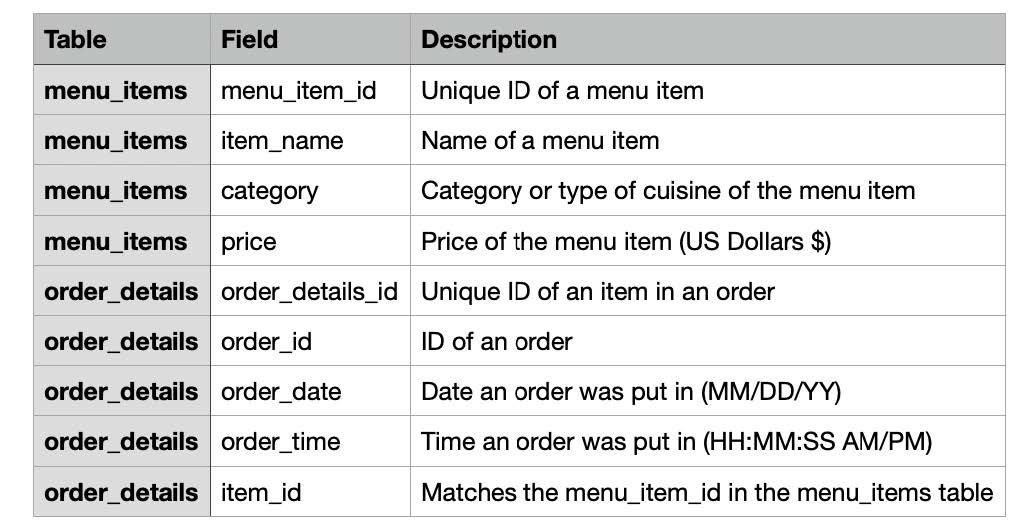 Table Field Description
menu_items menu_item_id Unique ID of a menu item
menu_items item_name Name of a menu item
menu_items category Category or type of cuisine of the menu item
menu_items price Price of the menu item (US Dollars $)
order_details order_details_id Unique ID of an item in an order
order_details order_id ID of an order
order_details order_date Date an order was put in (MM/DD/YY)
order_details order_time Time an order was put in (HH:MM:SS AM/PM)
order_details item_id Matches the menu_item_id in the menu_items table